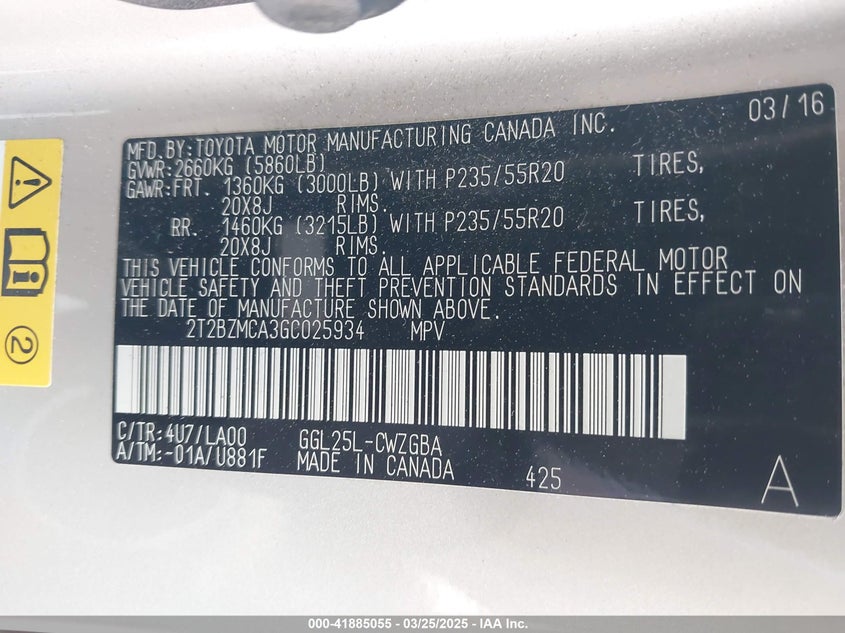 03/16
MFD.BY:TOYOTA MOTOR MANUFACTURING CANADA INC.
GVWR:2660KG (5860LB)
GAWR:FRT. 1360KG (3000LB) WITH P235/55R20 TIRES,
20X8J RIMS.
RR. 1460KG (3215LB) WITH P235/55R20 TIRES,
20X8J RIMS.
THIS VEHICLE CONFORMS TO ALL APPLICABLE FEDERAL MOTOR
VEHICLE SAFETY AND THEFT PREVENTION STANDARDS IN EFFECT ON
THE DATE OF MANUFACTURE SHOWN ABOVE.
2T2BZMCA3GC025934 MPV
C/TR:4U7/LA00 GGL25L-CWZGBA
A/TM:-01A/U881F MADE IN CANADA 425 A
2
000-41885055 - 03/25/2025 - IAA Inc.